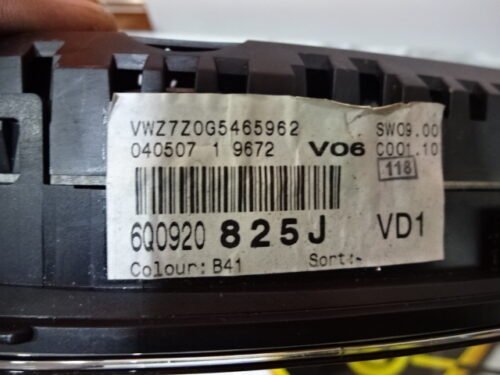 VWZ7Z0G5465962 SW09.00
040507 1 9672 V06 C001.10
118
6Q0920 825J VD1
Colour: B41 Sort:-